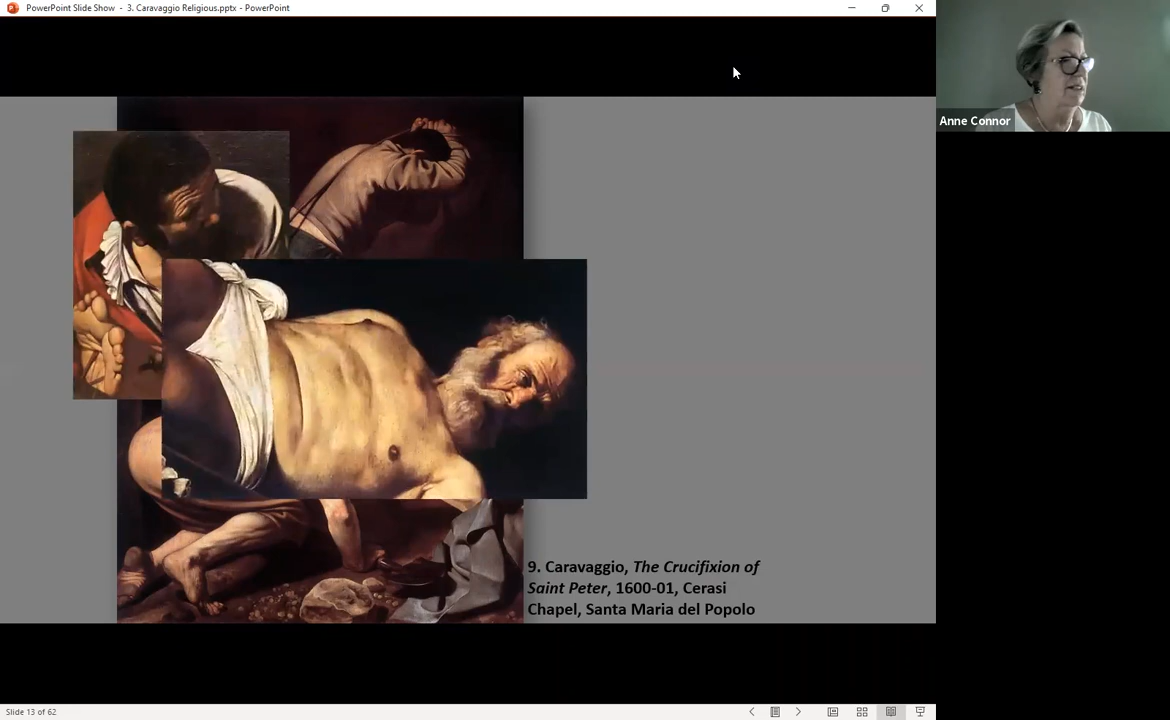 PowerPoint Slide Show - 3. Caravaggio Religious.pptx - PowerPoint
Anne Connor
9. Caravaggio, The Crucifixion of
Saint Peter, 1600-01, Cerasi
Chapel, Santa Maria del Popolo
Slide 13 of 62